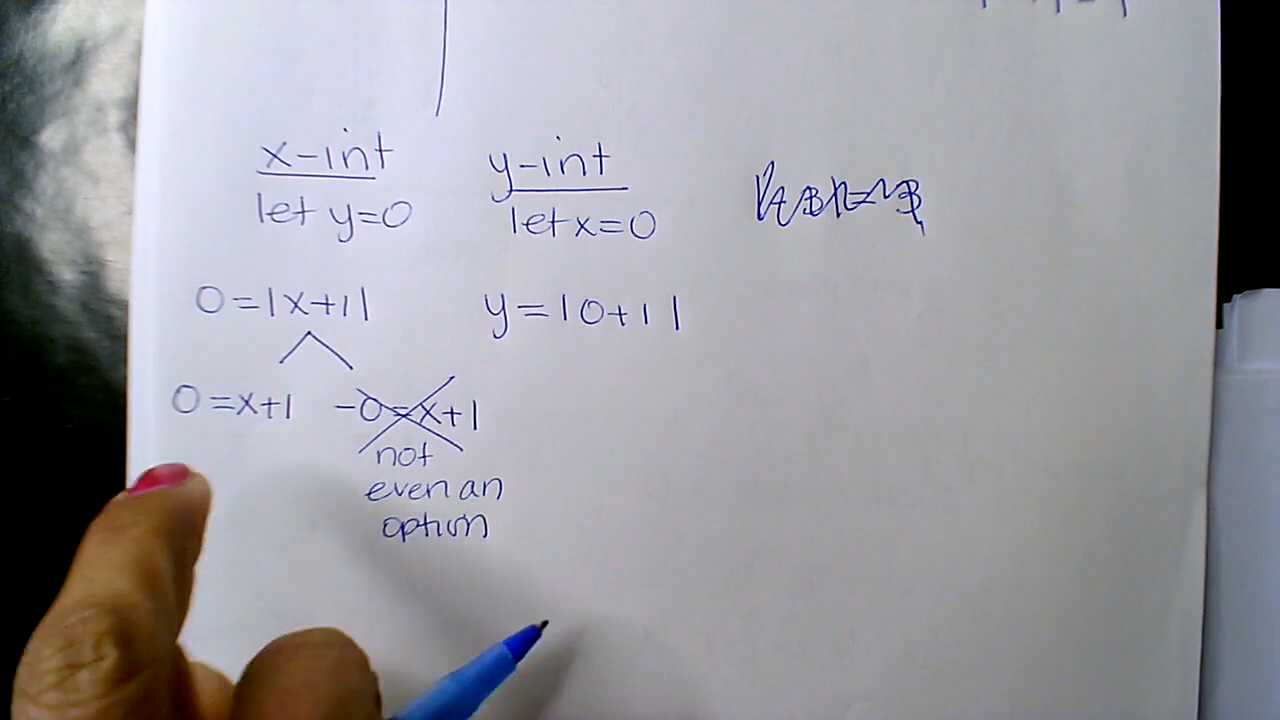 x-int
let y=0
0=|x+1|
0=x+1 -0=x+1
not
even an
option
y-int
let x=0
y=|0+1|